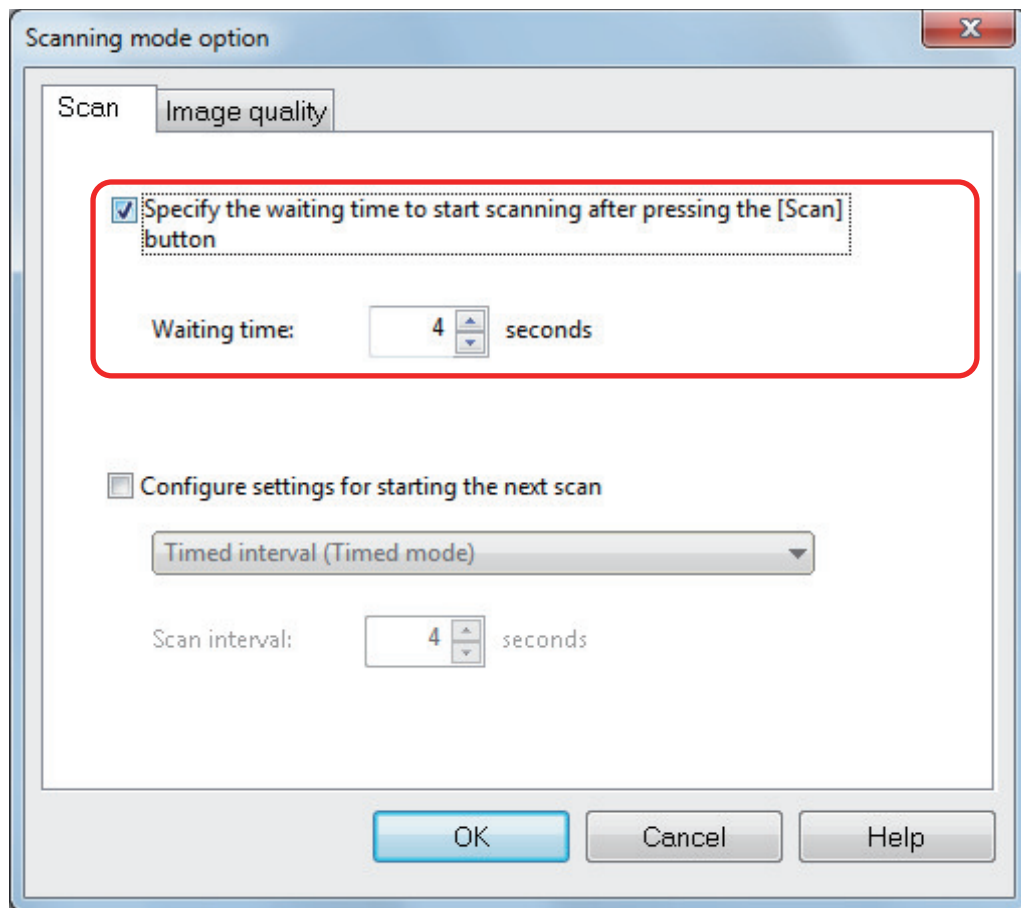 Scanning mode option
x
Scan
Image quality
Specify the waiting time to start scanning after pressing the [Scan]
button
Waiting time: 4 seconds
Configure settings for starting the next scan
Timed interval (Timed mode)
Scan interval: 4 seconds
OK Cancel Help